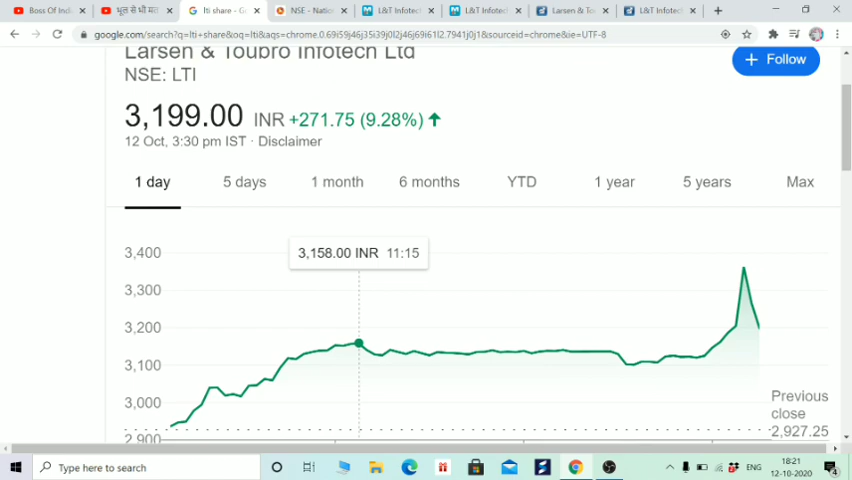 Boss Of Ind
भूल से भी मत
lti share - G
NSE - Nation
L&T Infotec
L&T Infotec
Larsen & Tou
L&T Infotec
google.com/search?q=lti+share&oq=lti&aqs=chrome.0.69i59j46j35i39j0l2j46j69i61l2.7941j0j1&sourceid=chrome&ie=UTF-8
Larsen & Toubro Infotech Ltd
NSE: LTI
+ Follow
3,199.00 INR +271.75 (9.28%)
12 Oct, 3:30 pm IST · Disclaimer
1 day 5 days 1 month 6 months YTD 1 year 5 years Max
3,158.00 INR 11:15
3,400
3,300
3,200
3,100
3,000
2,900
Previous
close
2,927.25
Type here to search
ENG
18:21
12-10-2020
4